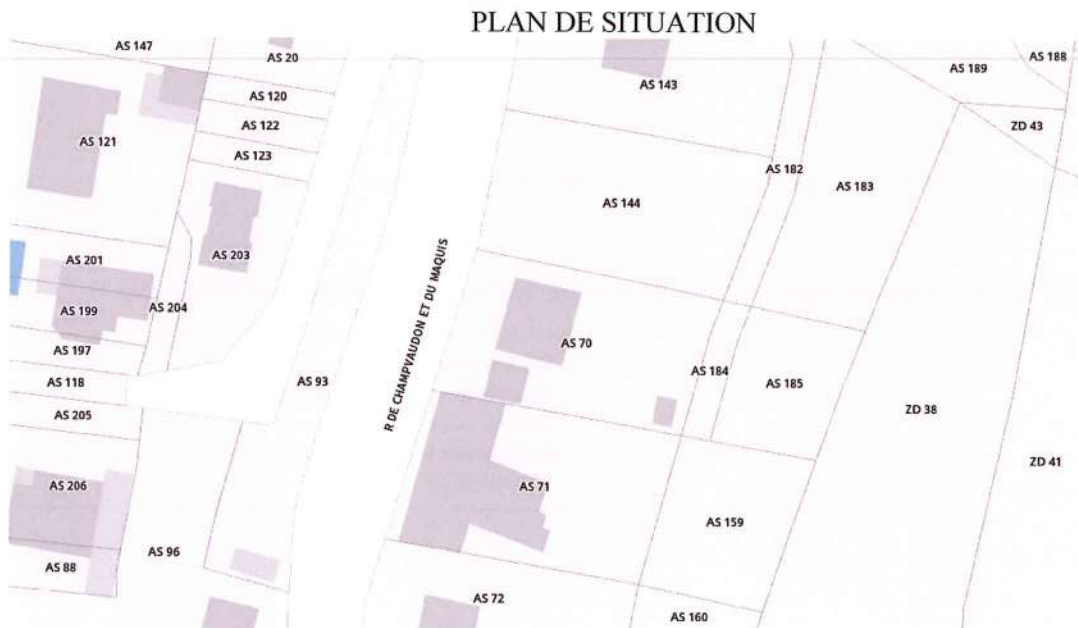 PLAN DE SITUATION
AS 147
AS 20
AS 143
AS 189
AS 188
AS 120
AS 121
AS 122
AS 123
ZD 43
AS 182
AS 183
AS 144
AS 203
AS 201
AS 204
AS 199
R DE CHAMPVAUDON ET DU MAQUIS
AS 70
AS 197
AS 118
AS 93
AS 184
AS 185
AS 205
ZD 38
ZD 41
AS 206
AS 71
AS 159
AS 96
AS 88
AS 72
AS 160